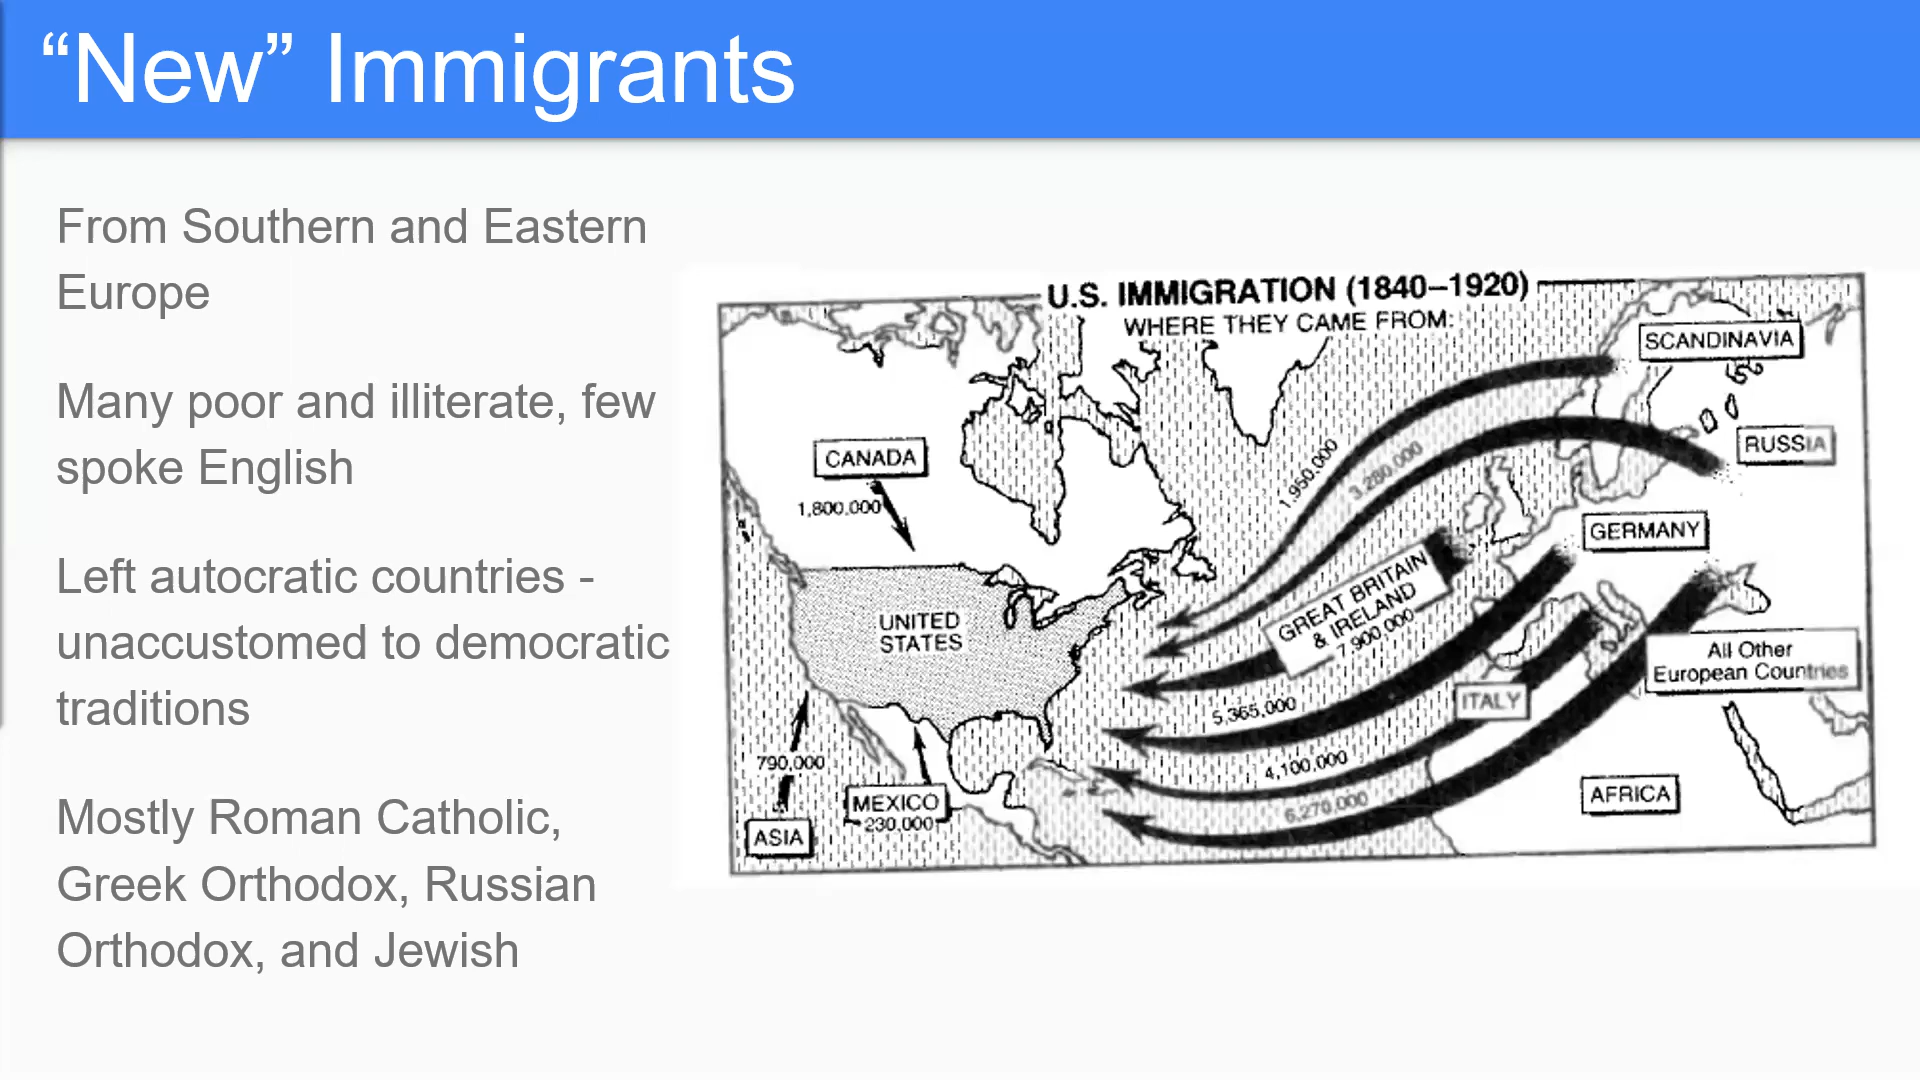 “New” Immigrants
From Southern and Eastern
Europe
Many poor and illiterate, few
spoke English
Left autocratic countries -
unaccustomed to democratic
traditions
Mostly Roman Catholic,
Greek Orthodox, Russian
Orthodox, and Jewish
U.S. IMMIGRATION (1840–1920)
WHERE THEY CAME FROM:
SCANDINAVIA
1,950,000
RUSSIA
3,280,000
CANADA
1,800,000
GERMANY
GREAT BRITAIN
& IRELAND
7,900,000
UNITED
STATES
All Other
European Countries
ITALY
5,365,000
4,100,000
6,270,000
790,000
ASIA
MEXICO
230,000
AFRICA